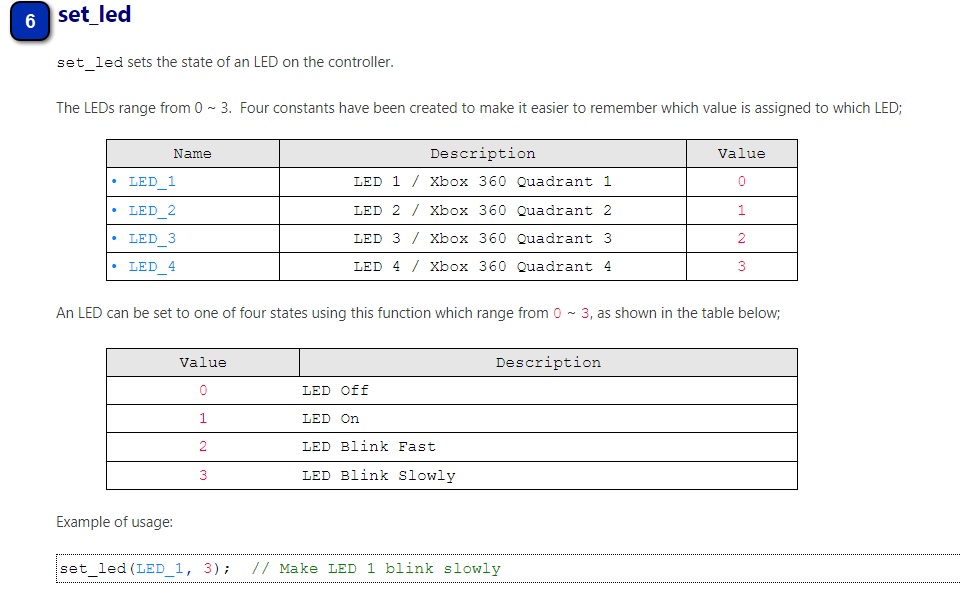 6 set_led
set_led sets the state of an LED on the controller.
The LEDs range from 0 ~ 3.  Four constants have been created to make it easier to remember which value is assigned to which LED;
Name Description Value
• LED_1 LED 1 / Xbox 360 Quadrant 1 0
• LED_2 LED 2 / Xbox 360 Quadrant 2 1
• LED_3 LED 3 / Xbox 360 Quadrant 3 2
• LED_4 LED 4 / Xbox 360 Quadrant 4 3
An LED can be set to one of four states using this function which range from 0 ~ 3, as shown in the table below;
Value Description
0 LED Off
1 LED On
2 LED Blink Fast
3 LED Blink Slowly
Example of usage:
set_led(LED_1, 3);  // Make LED 1 blink slowly